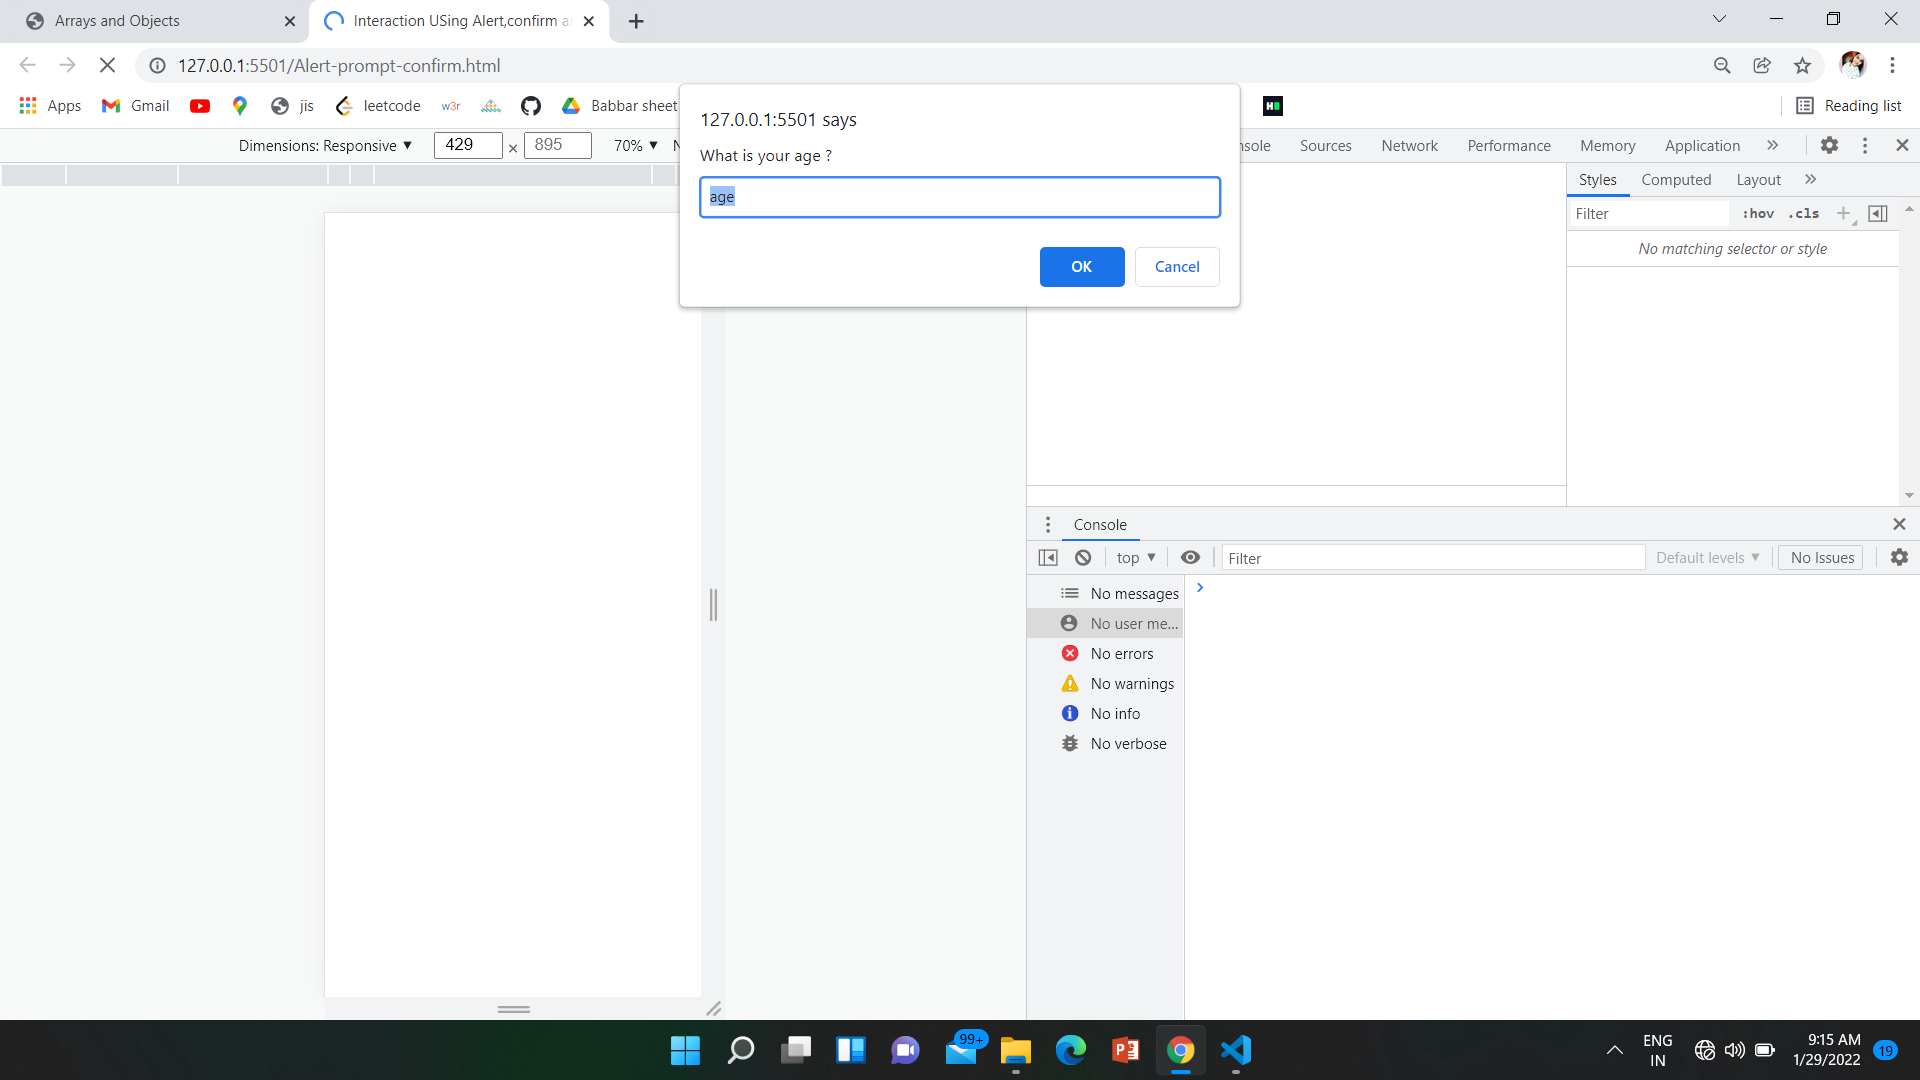 Arrays and Objects
Interaction USing Alert,confirm a
127.0.0.1:5501/Alert-prompt-confirm.html
Apps
Gmail
jis
leetcode
w3r
Babbar sheet
Reading list
127.0.0.1:5501 says
What is your age ?
age
OK
Cancel
Dimensions: Responsive
429
×
895
70%
nsole
Sources
Network
Performance
Memory
Application
Styles
Computed
Layout
Filter
:hov
.cls
No matching selector or style
Console
top
Filter
Default levels
No Issues
No messages
No user me...
No errors
No warnings
No info
No verbose
99+
ENG
IN
9:15 AM
1/29/2022
19